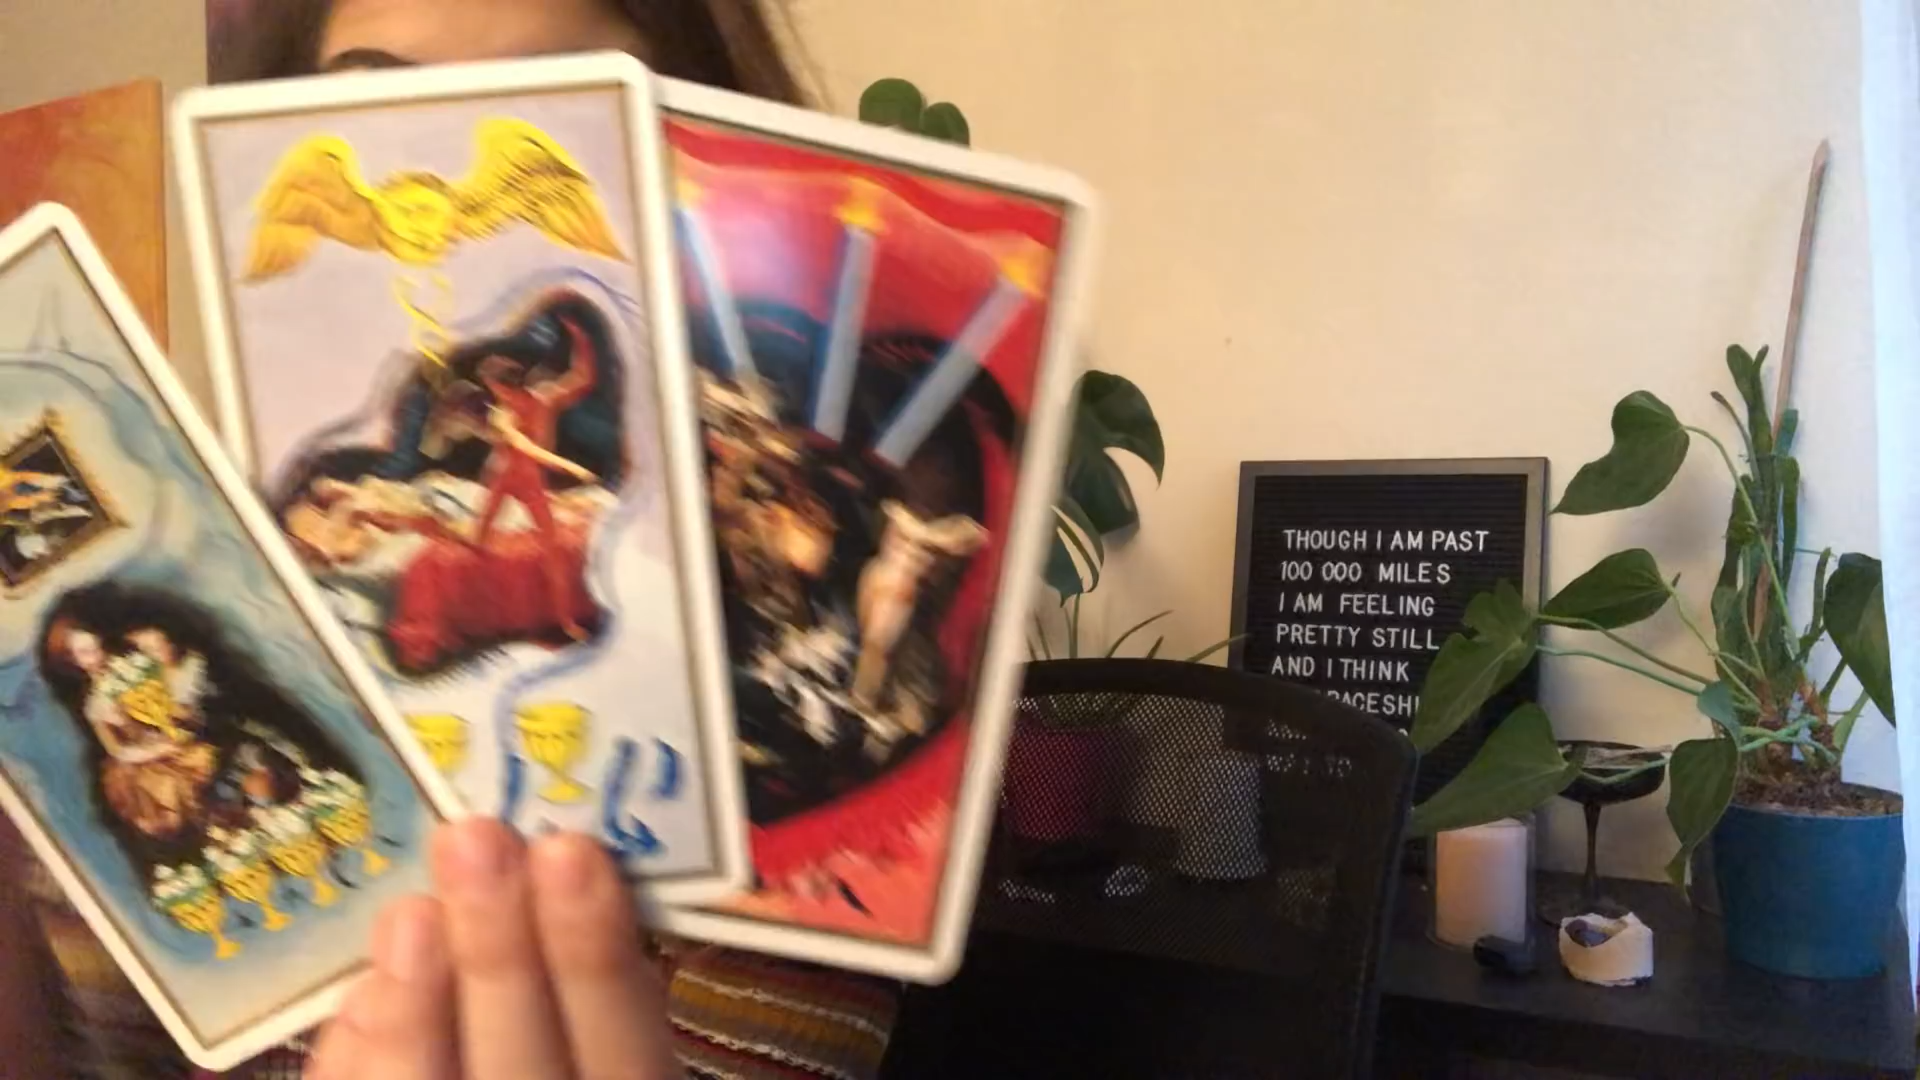 THOUGH I AM PAST
100 000 MILES
I AM FEELING
PRETTY STILL
AND I THINK